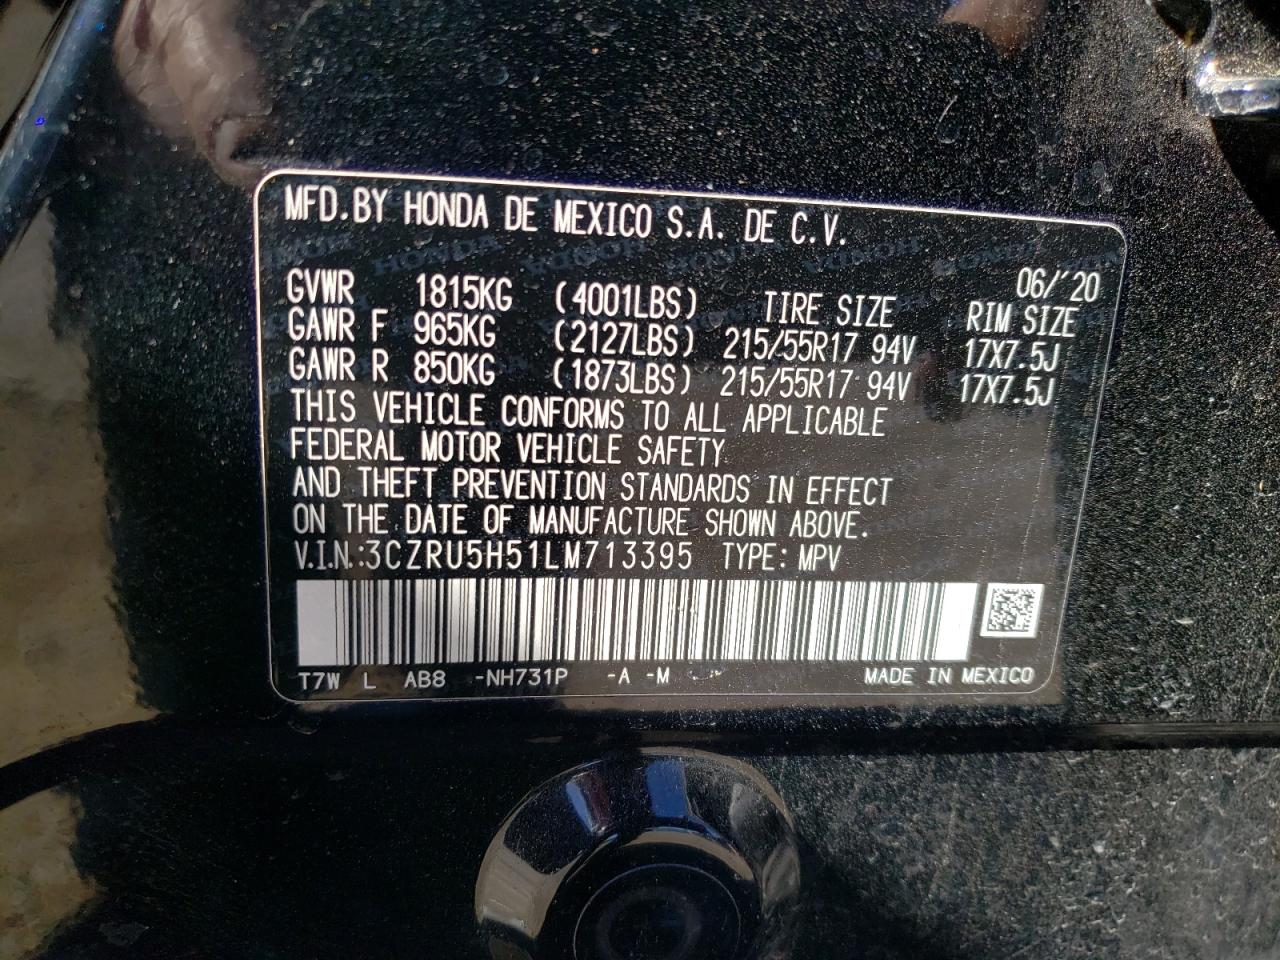 MFD.BY HONDA DE MEXICO S.A. DE C.V.
06/'20
GVWR 1815KG (4001LBS) TIRE SIZE RIM SIZE
GAWR F 965KG (2127LBS) 215/55R17 94V 17X7.5J
GAWR R 850KG (1873LBS) 215/55R17 94V 17X7.5J
THIS VEHICLE CONFORMS TO ALL APPLICABLE
FEDERAL MOTOR VEHICLE SAFETY
AND THEFT PREVENTION STANDARDS IN EFFECT
ON THE DATE OF MANUFACTURE SHOWN ABOVE.
V.I.N.:3CZRU5H51LM713395 TYPE: MPV
T7W L AB8 -NH731P -A -M MADE IN MEXICO